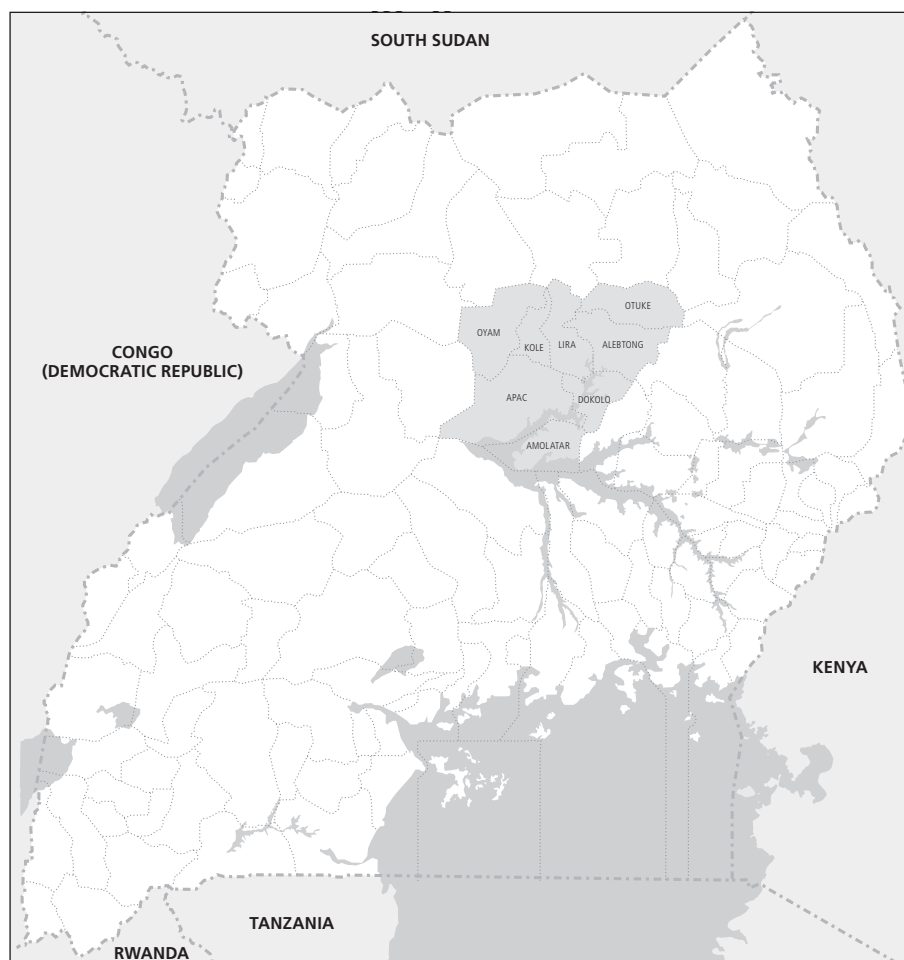 SOUTH SUDAN
OTUKE
OYAM
KOLE
LIRA
ALEBTONG
CONGO
(DEMOCRATIC REPUBLIC)
APAC
DOKOLO
AMOLATAR
KENYA
TANZANIA
RWANDA